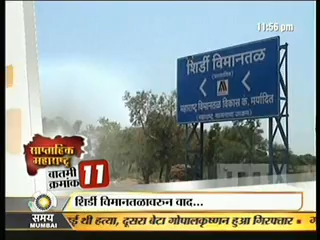 11:56 pm
शिर्डी विमानतळ
महाराष्ट्र विमानतळ विकास कं. मर्यादित
साप्ताहिक
महाराष्ट्र
बातमी
क्रमांक
11
शिर्डी विमानतळावरुन वाद...
समय
MUMBAI
ई थी हत्या, दूसरा बेटा गोपालकृष्णन हुआ गिरफ्तार